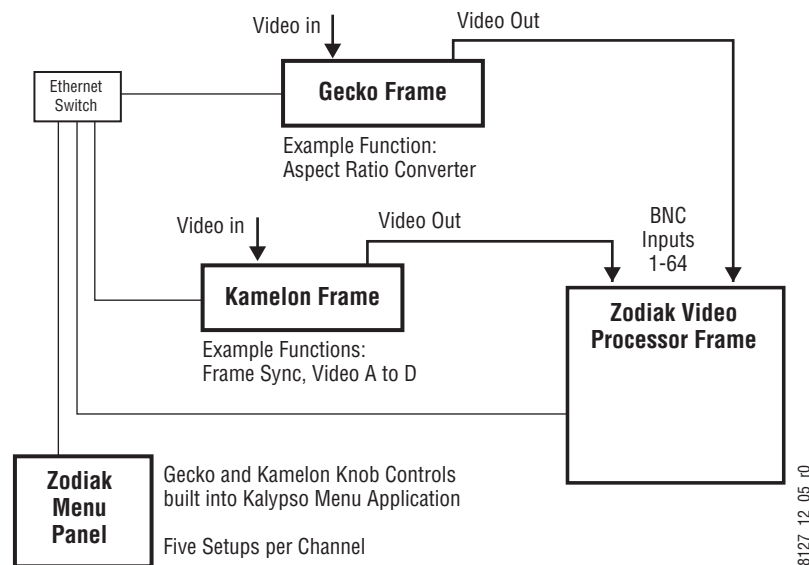 Video in
Video Out
Ethernet
Switch
Gecko Frame
Example Function:
Aspect Ratio Converter
Video in
Video Out
BNC
Inputs
1-64
Kamelon Frame
Zodiak Video
Processor Frame
Example Functions:
Frame Sync, Video A to D
Zodiak
Menu
Panel
Gecko and Kamelon Knob Controls
built into Kalypso Menu Application
Five Setups per Channel
8127_12_05_r0